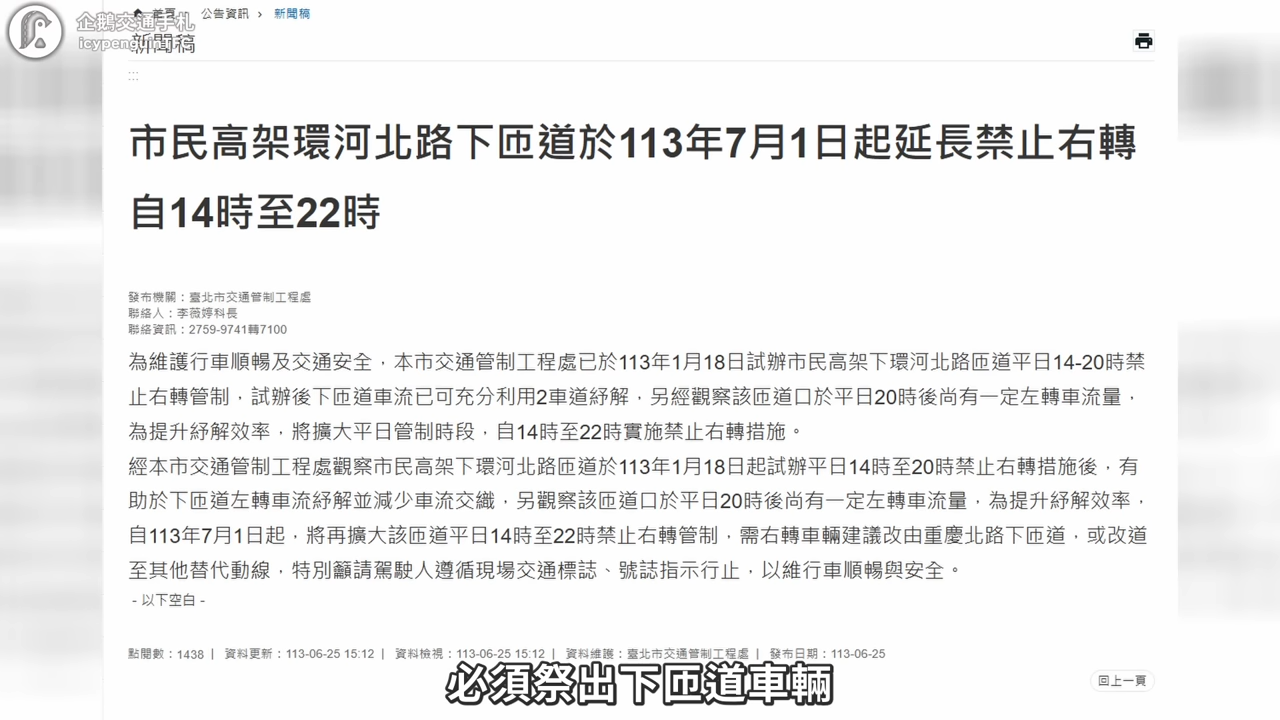 企鵝交通手札
icypenguin
首頁 公告資訊 › 新聞稿
新聞稿
:::
市民高架環河北路下匝道於113年7月1日起延長禁止右轉
自14時至22時
發布機關：臺北市交通管制工程處
聯絡人：李薇婷科長
聯絡資訊：2759-9741轉7100
為維護行車順暢及交通安全，本市交通管制工程處已於113年1月18日試辦市民高架下環河北路匝道平日14-20時禁
止右轉管制，試辦後下匝道車流已可充分利用2車道紓解，另經觀察該匝道口於平日20時後尚有一定左轉車流量，
為提升紓解效率，將擴大平日管制時段，自14時至22時實施禁止右轉措施。
經本市交通管制工程處觀察市民高架下環河北路匝道於113年1月18日起試辦平日14時至20時禁止右轉措施後，有
助於下匝道左轉車流紓解並減少車流交織，另觀察該匝道口於平日20時後尚有一定左轉車流量，為提升紓解效率，
自113年7月1日起，將再擴大該匝道平日14時至22時禁止右轉管制，需右轉車輛建議改由重慶北路下匝道，或改道
至其他替代動線，特別籲請駕駛人遵循現場交通標誌、號誌指示行止，以維行車順暢與安全。
- 以下空白 -
點閱數：1438 | 資料更新：113-06-25 15:12 | 資料檢視：113-06-25 15:12 | 資料維護：臺北市交通管制工程處 | 發布日期：113-06-25
必須祭出下匝道車輛
回上一頁